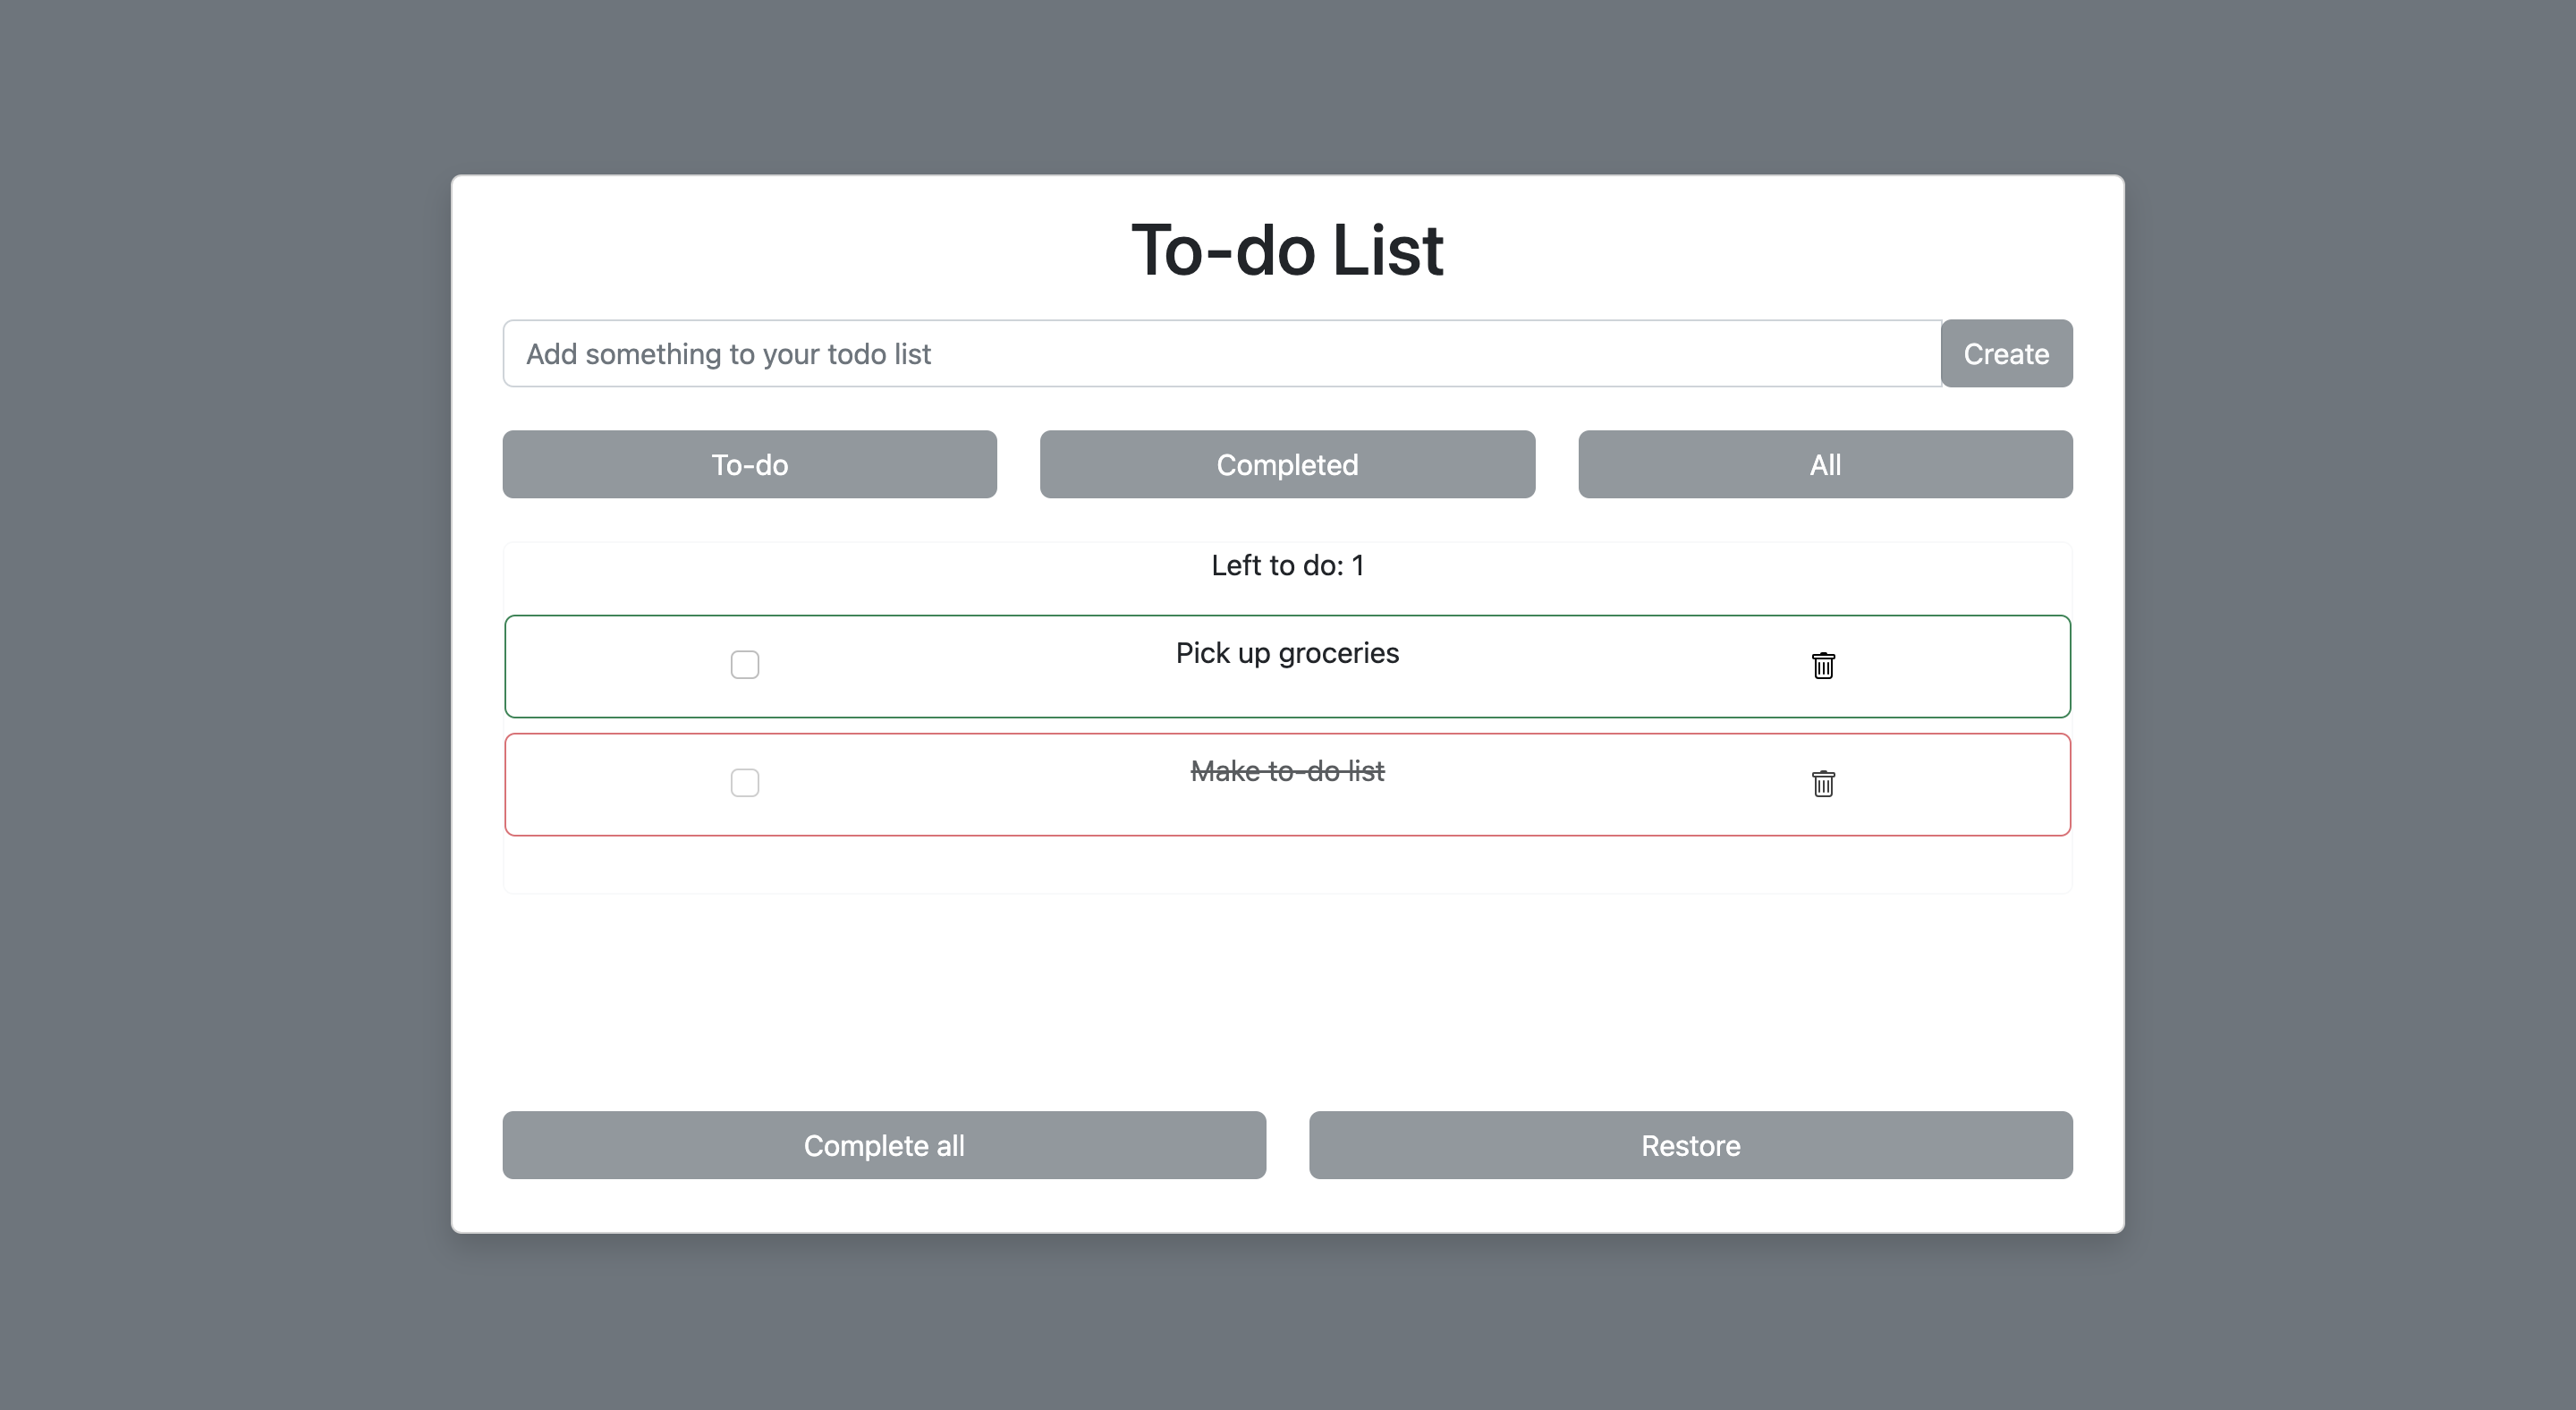 To-do List
Add something to your todo list
Create
To-do
Completed
All
Left to do: 1
Pick up groceries
Make to-do list
Complete all
Restore